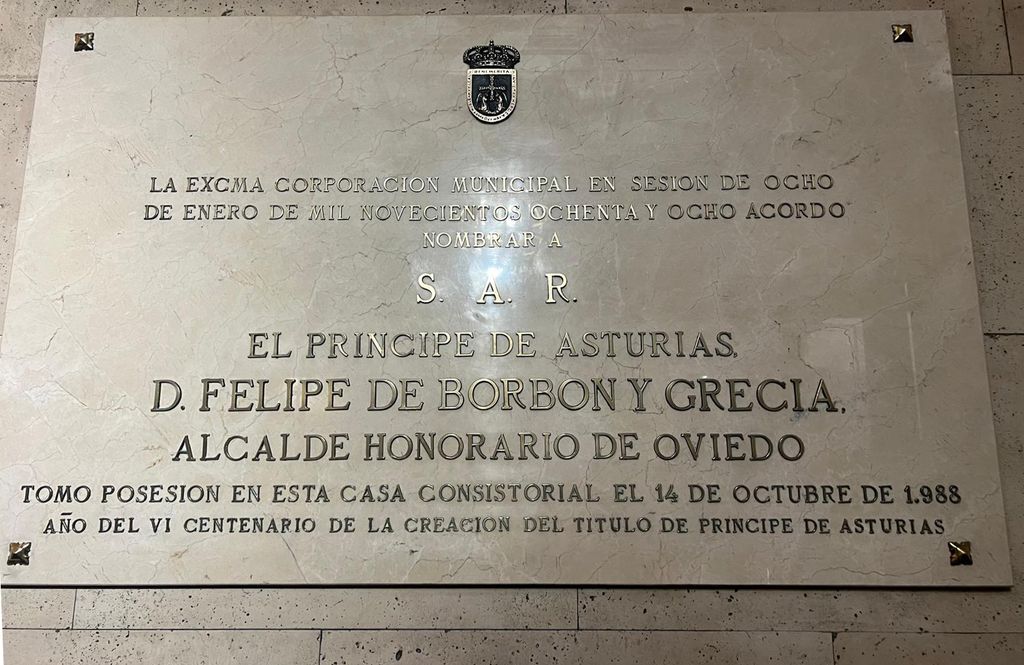 LA EXCMA CORPORACION MUNICIPAL EN SESION DE OCHO
DE ENERO DE MIL NOVECIENTOS OCHENTA Y OCHO ACORDO
NOMBRAR A
S. A. R.
EL PRINCIPE DE ASTURIAS,
D. FELIPE DE BORBON Y GRECIA,
ALCALDE HONORARIO DE OVIEDO
TOMO POSESION EN ESTA CASA CONSISTORIAL EL 14 DE OCTUBRE DE 1.988
AÑO DEL VI CENTENARIO DE LA CREACION DEL TITULO DE PRINCIPE DE ASTURIAS